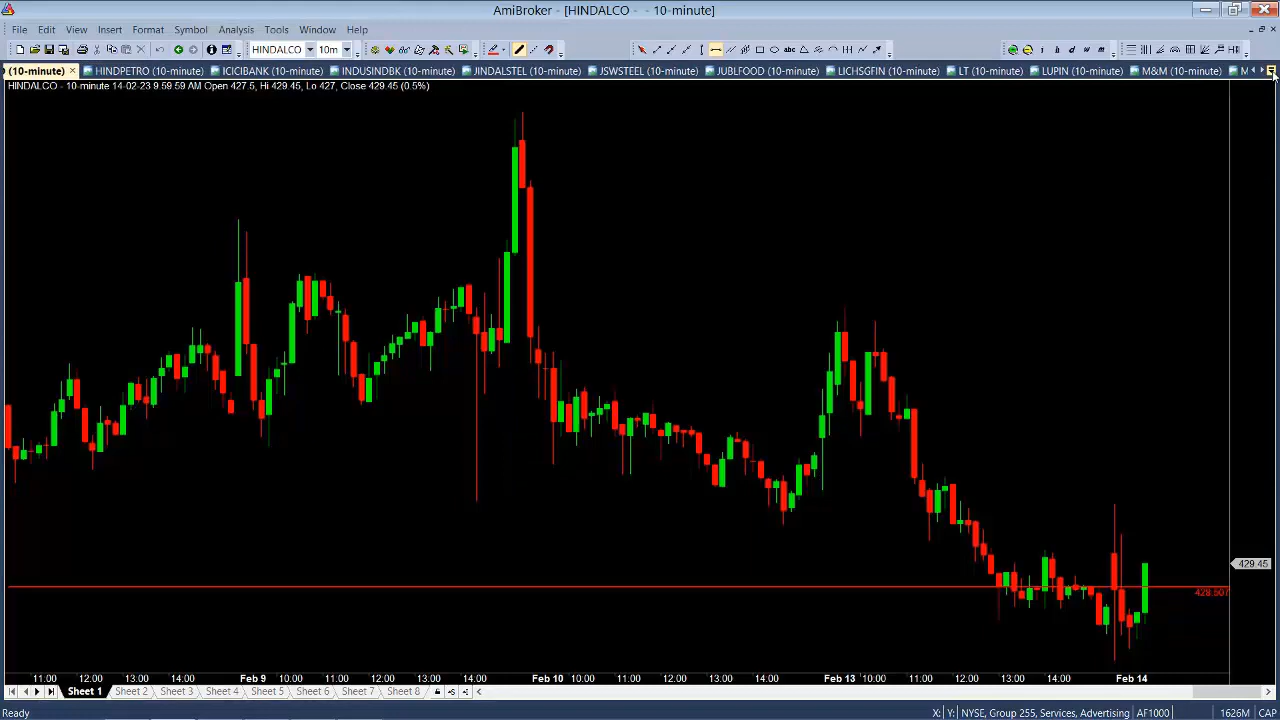 AmiBroker - [HINDALCO - - 10-minute]
File Edit View Insert Format Symbol Analysis Tools Window Help
HINDALCO 10m abc b d w m
(10-minute) HINDPETRO (10-minute) ICICIBANK (10-minute) INDUSINDBK (10-minute) JINDALSTEL (10-minute) JSWSTEEL (10-minute) JUBLFOOD (10-minute) LICHSGFIN (10-minute) LT (10-minute) LUPIN (10-minute) M&M (10-minute) M
HINDALCO - 10-minute 14-02-23 9 59 59 AM Open 427 5, Hi 429 45, Lo 427, Close 429 45 (0.5%)
429.45
428.507
11:00 12:00 13:00 14:00 Feb 9 10:00 11:00 12:00 13:00 14:00 Feb 10 11:00 12:00 13:00 14:00 Feb 13 10:00 11:00 12:00 13:00 14:00 Feb 14
Sheet 1 Sheet 2 Sheet 3 Sheet 4 Sheet 5 Sheet 6 Sheet 7 Sheet 8
Ready X: Y: NYSE, Group 255, Services, Advertising AF1000 1626M CAP